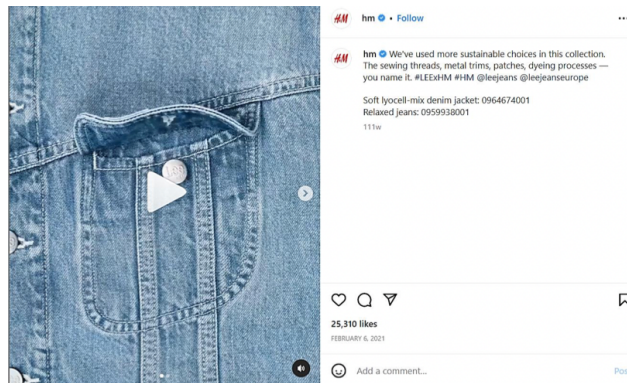 H&M hm • Follow
H&M hm We've used more sustainable choices in this collection.
The sewing threads, metal trims, patches, dyeing processes —
you name it. #LEExHM #HM @leejeans @leejeanseurope
Soft lyocell-mix denim jacket: 0964674001
Relaxed jeans: 0959938001
111w
25,310 likes
FEBRUARY 6, 2021
Add a comment...